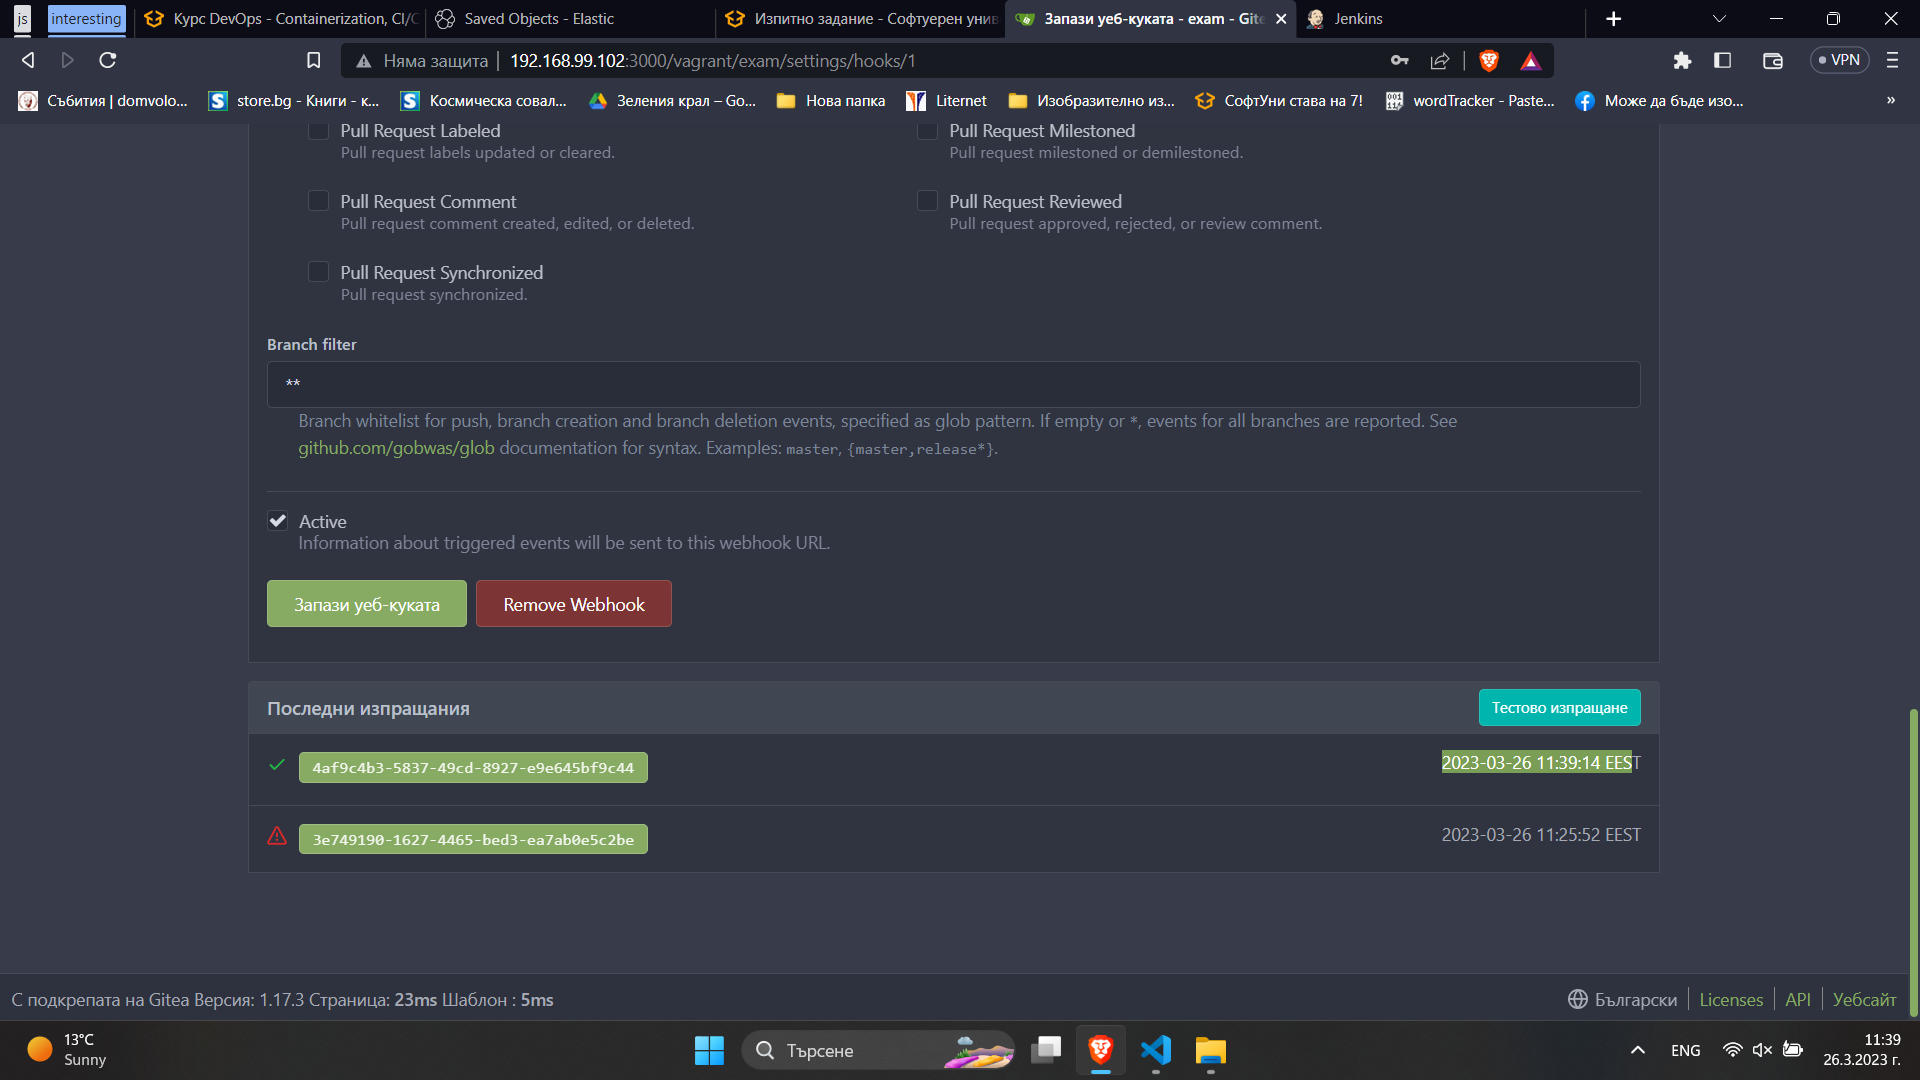 js
interesting
Курс DevOps - Containerization, CI/C
Saved Objects - Elastic
Изпитно задание - Софтуерен унив
Запази уеб-куката - exam - Gite
Jenkins
Няма защита
192.168.99.102:3000/vagrant/exam/settings/hooks/1
VPN
Събития | domvolo...
store.bg - Книги - к...
Космическа совал...
Зеления крал – Go...
Нова папка
Liternet
Изобразително из...
СофтУни става на 7!
wordTracker - Paste...
Може да бъде изо...
»
Pull Request Labeled
Pull request labels updated or cleared.
Pull Request Milestoned
Pull request milestoned or demilestoned.
Pull Request Comment
Pull request comment created, edited, or deleted.
Pull Request Reviewed
Pull request approved, rejected, or review comment.
Pull Request Synchronized
Pull request synchronized.
Branch filter
**
Branch whitelist for push, branch creation and branch deletion events, specified as glob pattern. If empty or *, events for all branches are reported. See
github.com/gobwas/glob documentation for syntax. Examples: master, {master,release*}.
Active
Information about triggered events will be sent to this webhook URL.
Запази уеб-куката
Remove Webhook
Последни изпращания
Тестово изпращане
4af9c4b3-5837-49cd-8927-e9e645bf9c44
2023-03-26 11:39:14 EEST
3e749190-1627-4465-bed3-ea7ab0e5c2be
2023-03-26 11:25:52 EEST
С подкрепата на Gitea Версия: 1.17.3 Страница: 23ms Шаблон : 5ms
Български
Licenses
API
Уебсайт
13°C
Sunny
Търсене
ENG
11:39
26.3.2023 г.